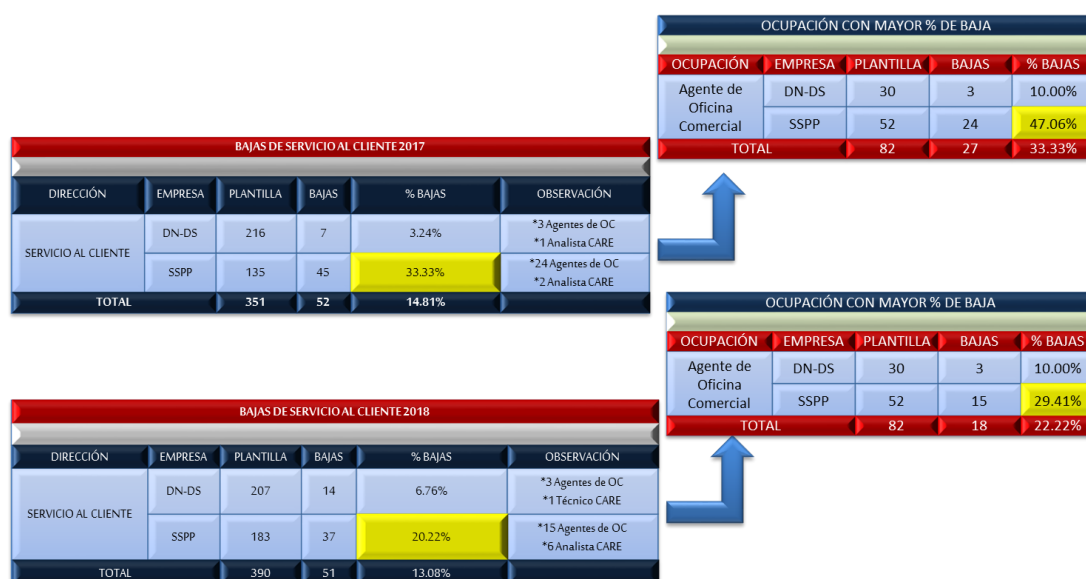 OCUPACIÓN CON MAYOR % DE BAJA
OCUPACIÓN EMPRESA PLANTILLA BAJAS % BAJAS
Agente de Oficina Comercial
DN-DS 30 3 10.00%
SSPP 52 24 47.06%
TOTAL 82 27 33.33%
BAJAS DE SERVICIO AL CLIENTE 2017
DIRECCIÓN EMPRESA PLANTILLA BAJAS % BAJAS OBSERVACIÓN
SERVICIO AL CLIENTE
DN-DS 216 7 3.24% *3 Agentes de OC
*1 Analista CARE
SSPP 135 45 33.33% *24 Agentes de OC
*2 Analista CARE
TOTAL 351 52 14.81%
OCUPACIÓN CON MAYOR % DE BAJA
OCUPACIÓN EMPRESA PLANTILLA BAJAS % BAJAS
Agente de Oficina Comercial
DN-DS 30 3 10.00%
SSPP 52 15 29.41%
TOTAL 82 18 22.22%
BAJAS DE SERVICIO AL CLIENTE 2018
DIRECCIÓN EMPRESA PLANTILLA BAJAS % BAJAS OBSERVACIÓN
SERVICIO AL CLIENTE
DN-DS 207 14 6.76% *3 Agentes de OC
*1 Técnico CARE
SSPP 183 37 20.22% *15 Agentes de OC
*6 Analista CARE
TOTAL 390 51 13.08%